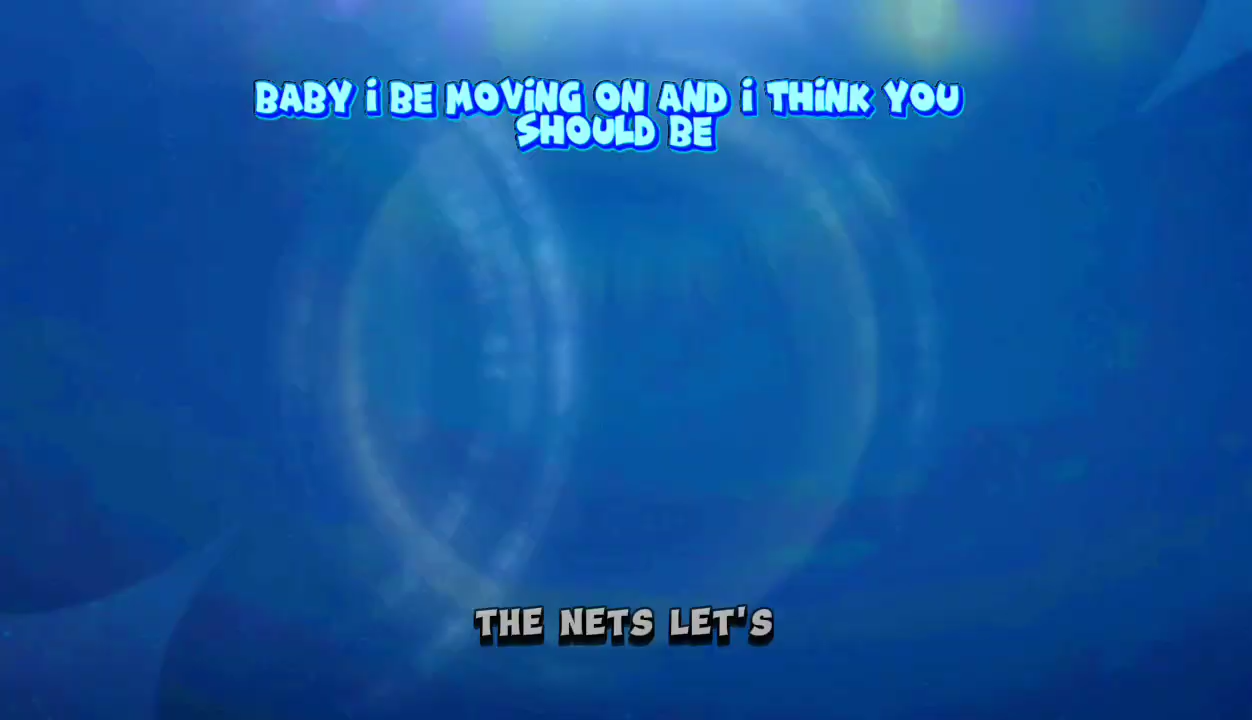 BABY i BE MOViNG ON AND i THiNK YOU
SHOULD BE
THE NETS LET'S